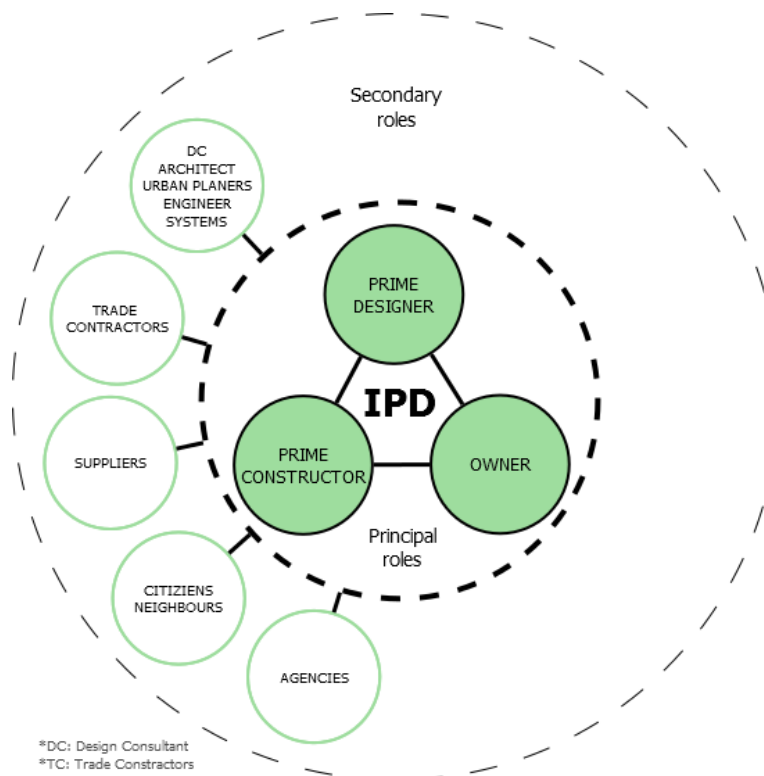 Secondary
roles
DC
ARCHITECT
URBAN PLANERS
ENGINEER
SYSTEMS
TRADE
CONTRACTORS
SUPPLIERS
CITIZIENS
NEIGHBOURS
AGENCIES
PRIME
DESIGNER
IPD
PRIME
CONSTRUCTOR
OWNER
Principal
roles
*DC: Design Consultant
*TC: Trade Constractors